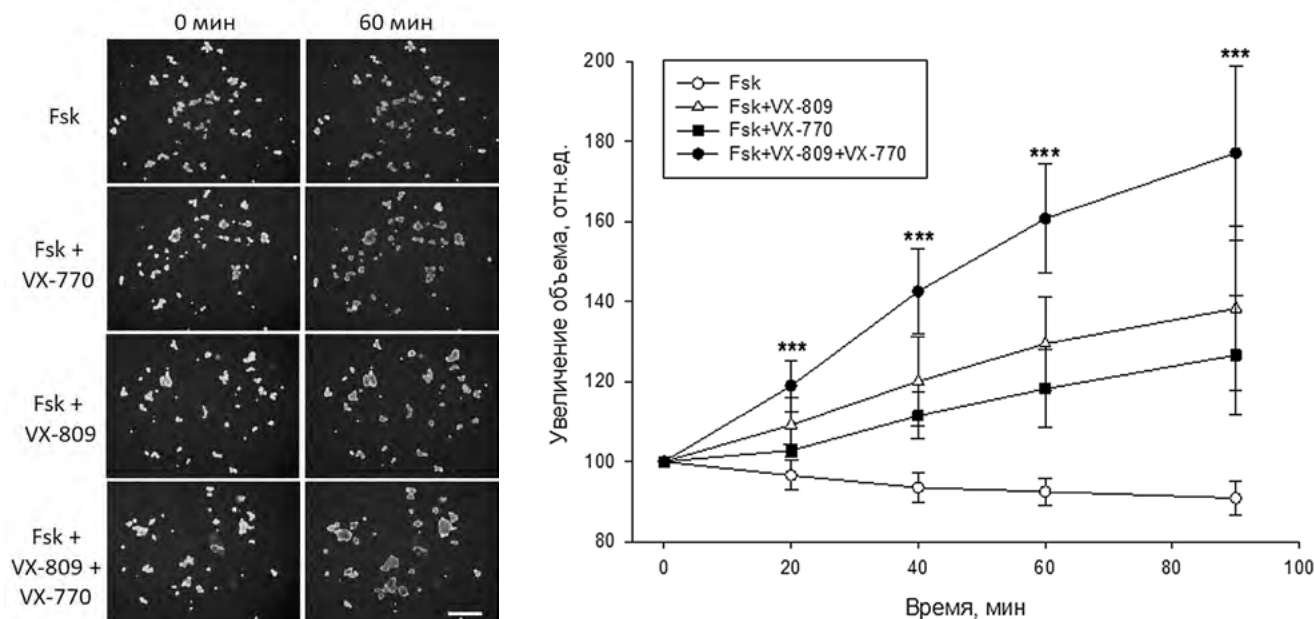 0 мин 60 мин
Fsk
Fsk +
VX-770
Fsk +
VX-809
Fsk +
VX-809 +
VX-770
Увеличение объема, отн.ед.
200
180
160
140
120
100
80
Fsk
Fsk+VX-809
Fsk+VX-770
Fsk+VX-809+VX-770
***
***
***
***
0 20 40 60 80 100
Время, мин